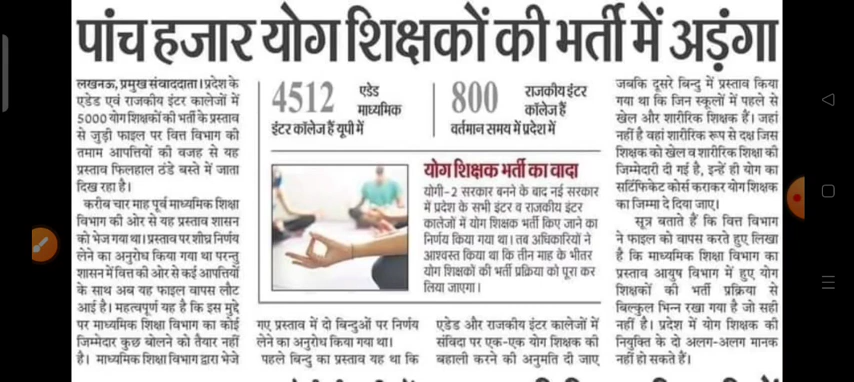 पांच हजार योग शिक्षकों की भर्ती में अड़ंगा
लखनऊ, प्रमुख संवाददाता। प्रदेश के
एडेड एवं राजकीय इंटर कालेजों में
5000 योग शिक्षकों की भर्ती के प्रस्ताव
से जुड़ी फाइल पर वित्त विभाग की
तमाम आपत्तियों की वजह से यह
प्रस्ताव फिलहाल ठंडे बस्ते में जाता
दिख रहा है।
करीब चार माह पूर्व माध्यमिक शिक्षा
विभाग की ओर से यह प्रस्ताव शासन
को भेज गया था। प्रस्ताव पर शीघ्र निर्णय
लेने का अनुरोध किया गया था परन्तु
शासन में वित्त की ओर से कई आपत्तियों
के साथ अब यह फाइल वापस लौट
आई है। महत्वपूर्ण यह है कि इस मुद्दे
पर माध्यमिक शिक्षा विभाग का कोई
जिम्मेदार कुछ बोलने को तैयार नहीं
है। माध्यमिक शिक्षा विभाग द्वारा भेजे
4512 एडेड
माध्यमिक
इंटर कॉलेज हैं यूपी में
800 राजकीय इंटर
कॉलेज हैं
वर्तमान समय में प्रदेश में
योग शिक्षक भर्ती का वादा
योगी-2 सरकार बनने के बाद नई सरकार
में प्रदेश के सभी इंटर व राजकीय इंटर
कालेजों में योग शिक्षक भर्ती किए जाने का
निर्णय किया गया था। तब अधिकारियों ने
आश्वस्त किया था कि तीन माह के भीतर
योग शिक्षकों की भर्ती प्रक्रिया को पूरा कर
लिया जाएगा।
गए प्रस्ताव में दो बिन्दुओं पर निर्णय
लेने का अनुरोध किया गया था।
पहले बिन्दु का प्रस्ताव यह था कि
एडेड और राजकीय इंटर कालेजों में
संविदा पर एक-एक योग शिक्षक की
बहाली करने की अनुमति दी जाए
जबकि दूसरे बिन्दु में प्रस्ताव किया
गया था कि जिन स्कूलों में पहले से
खेल और शारीरिक शिक्षक हैं। जहां
नहीं है वहां शारीरिक रूप से दक्ष जिस
शिक्षक को खेल व शारीरिक शिक्षा की
जिम्मेदारी दी गई है, इन्हें ही योग का
सर्टिफिकेट कोर्स कराकर योग शिक्षक
का जिम्मा दे दिया जाए।
सूत्र बताते हैं कि वित्त विभाग
ने फाइल को वापस करते हुए लिखा
है कि माध्यमिक शिक्षा विभाग का
प्रस्ताव आयुष विभाग में हुए योग
शिक्षकों की भर्ती प्रक्रिया से
बिल्कुल भिन्न रखा गया है जो सही
नहीं है। प्रदेश में योग शिक्षक की
नियुक्ति के दो अलग-अलग मानक
नहीं हो सकते हैं।